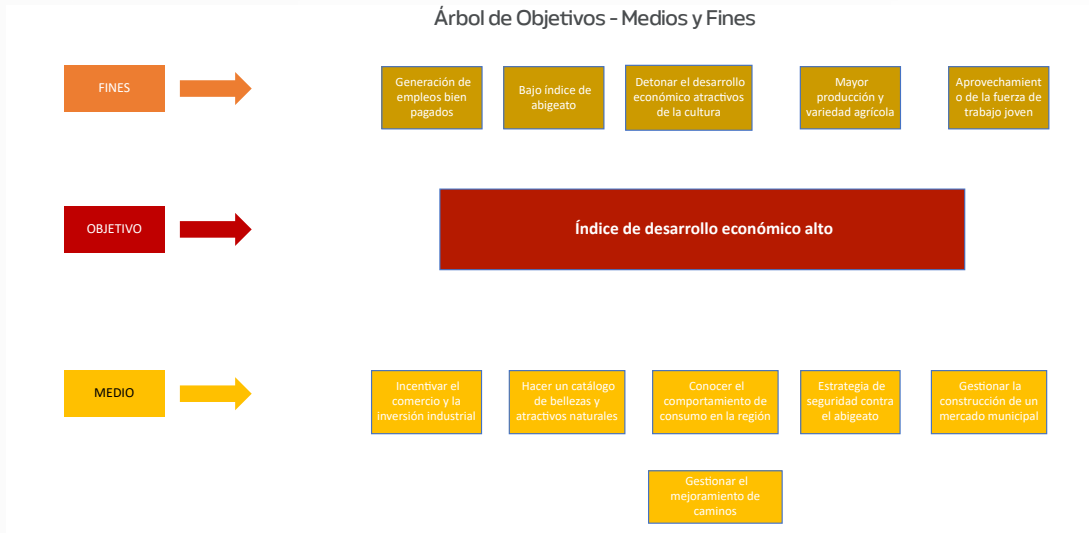 Árbol de Objetivos - Medios y Fines
FINES
Generación de
empleos bien
pagados
Bajo índice de
abigeato
Detonar el desarrollo
económico atractivos
de la cultura
Mayor
producción y
variedad agrícola
Aprovechamient
o de la fuerza de
trabajo joven
OBJETIVO
Índice de desarrollo económico alto
MEDIO
Incentivar el
comercio y la
inversión industrial
Hacer un catálogo
de bellezas y
atractivos naturales
Conocer el
comportamiento de
consumo en la región
Estrategia de
seguridad contra
el abigeato
Gestionar la
construcción de un
mercado municipal
Gestionar el
mejoramiento de
caminos